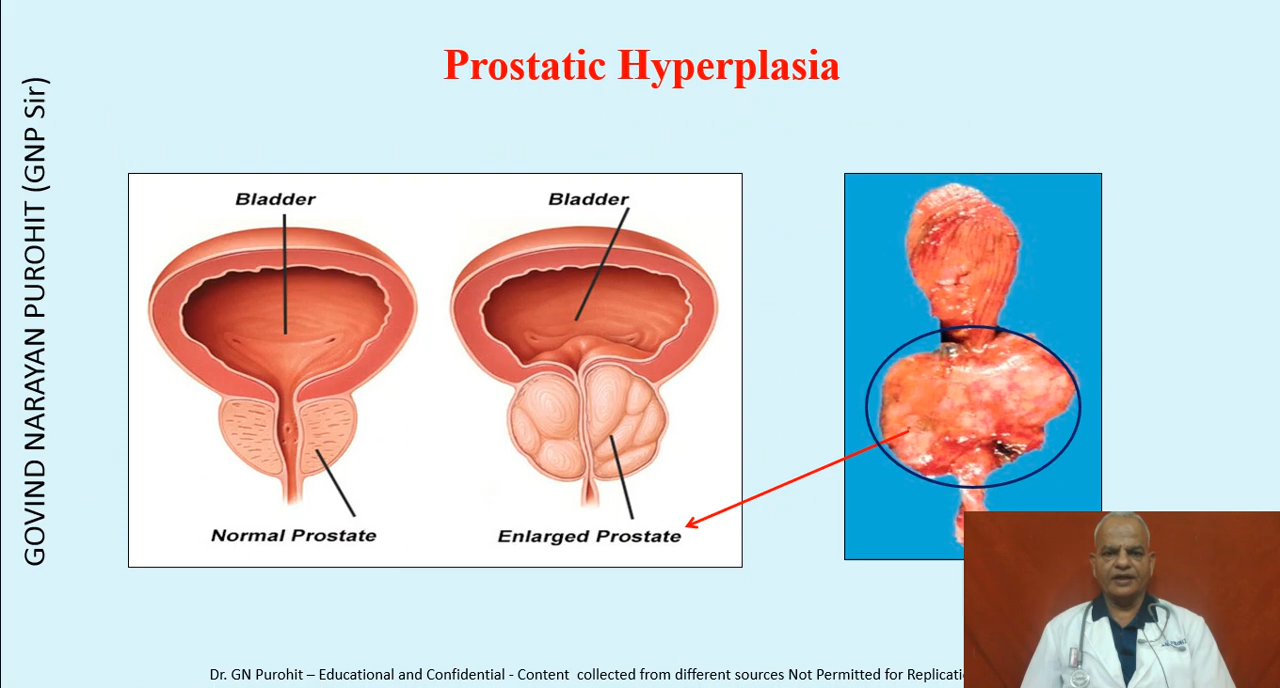 Prostatic Hyperplasia
GOVIND NARAYAN PUROHIT (GNP Sir)
Bladder
Bladder
Normal Prostate
Enlarged Prostate
Dr. GN Purohit – Educational and Confidential - Content collected from different sources Not Permitted for